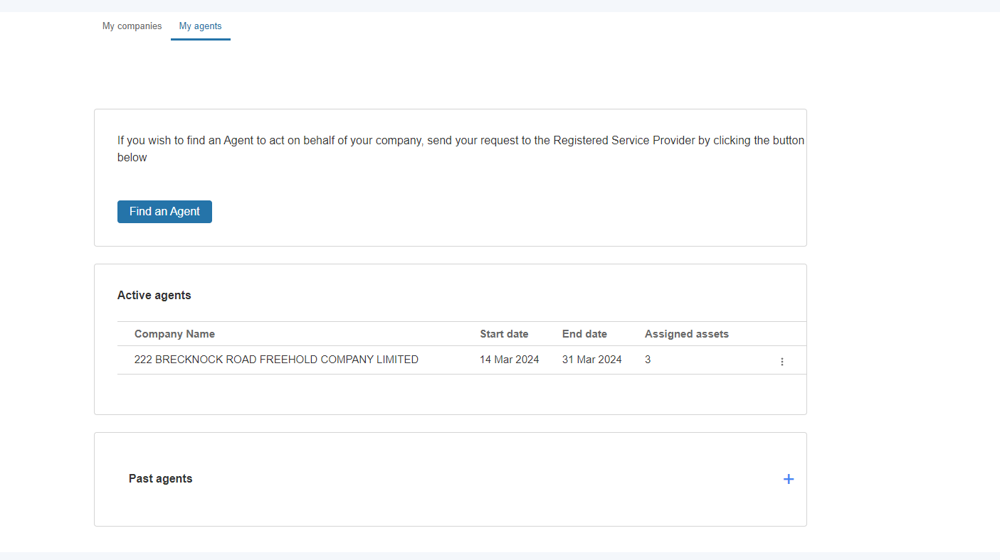 My companies My agents
If you wish to find an Agent to act on behalf of your company, send your request to the Registered Service Provider by clicking the button
below
Find an Agent
Active agents
Company Name Start date End date Assigned assets
222 BRECKNOCK ROAD FREEHOLD COMPANY LIMITED 14 Mar 2024 31 Mar 2024 3
Past agents